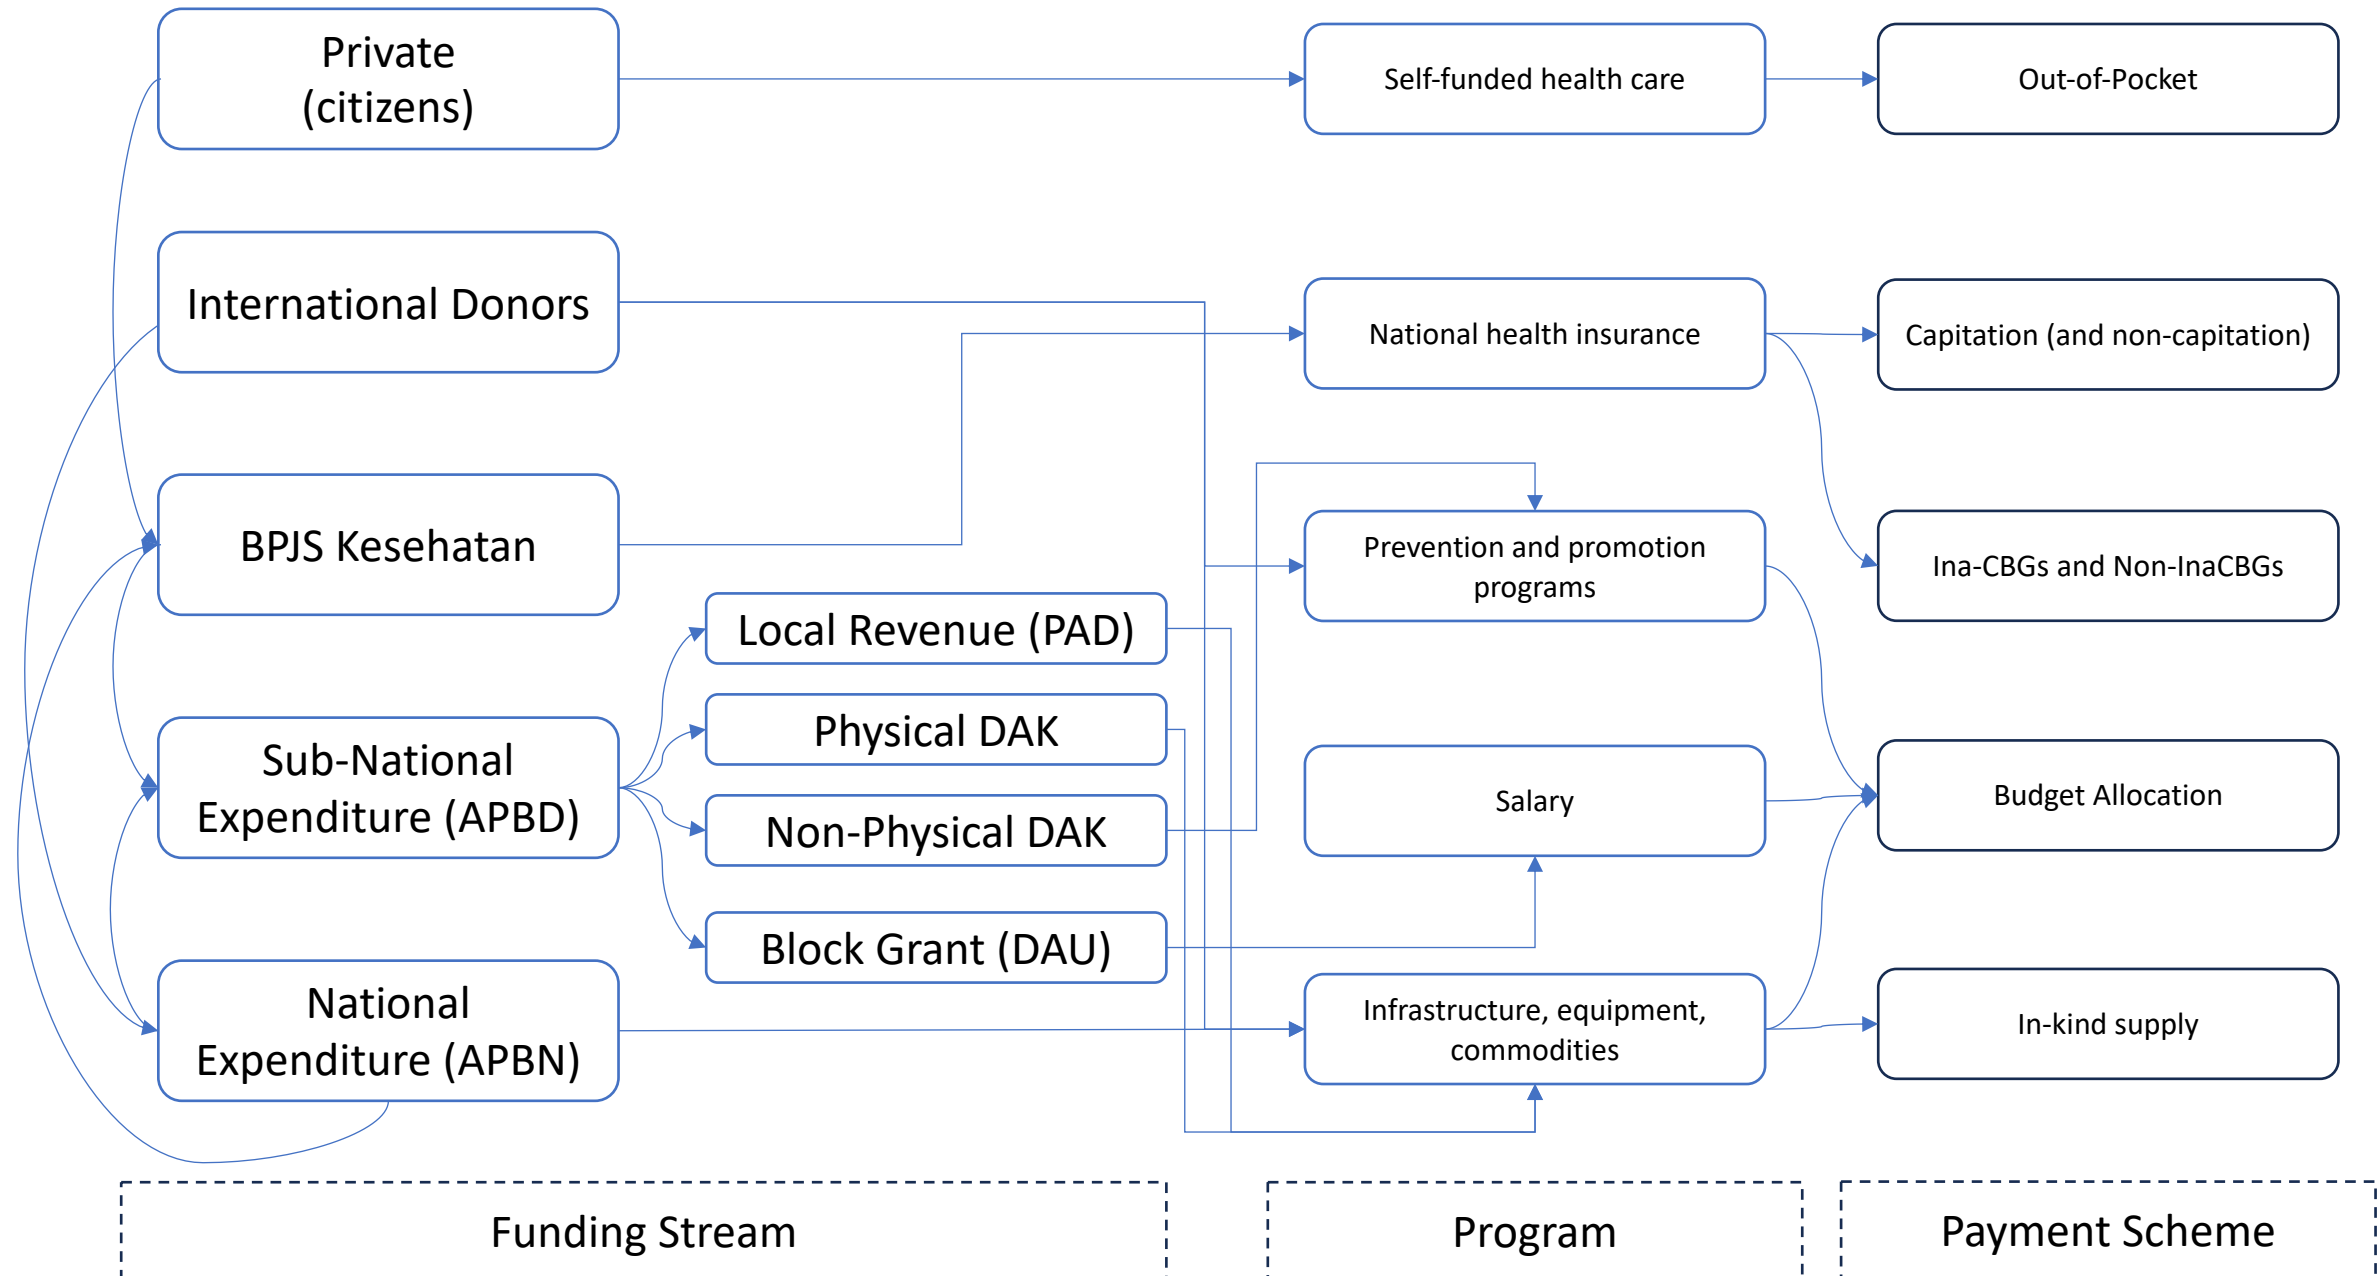 Private
(citizens)
Self-funded health care
Out-of-Pocket
International Donors
National health insurance
Capitation (and non-capitation)
BPJS Kesehatan
Prevention and promotion
programs
Ina-CBGs and Non-InaCBGs
Local Revenue (PAD)
Physical DAK
Non-Physical DAK
Block Grant (DAU)
Sub-National
Expenditure (APBD)
Salary
Budget Allocation
National
Expenditure (APBN)
Infrastructure, equipment,
commodities
In-kind supply
Funding Stream
Program
Payment Scheme